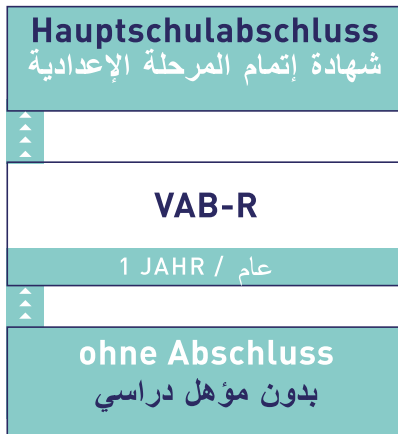 Hauptschulabschluss
شهادة إتمام المرحلة الإعدادية
VAB-R
1 JAHR / عام
ohne Abschluss
بدون مؤهل دراسي